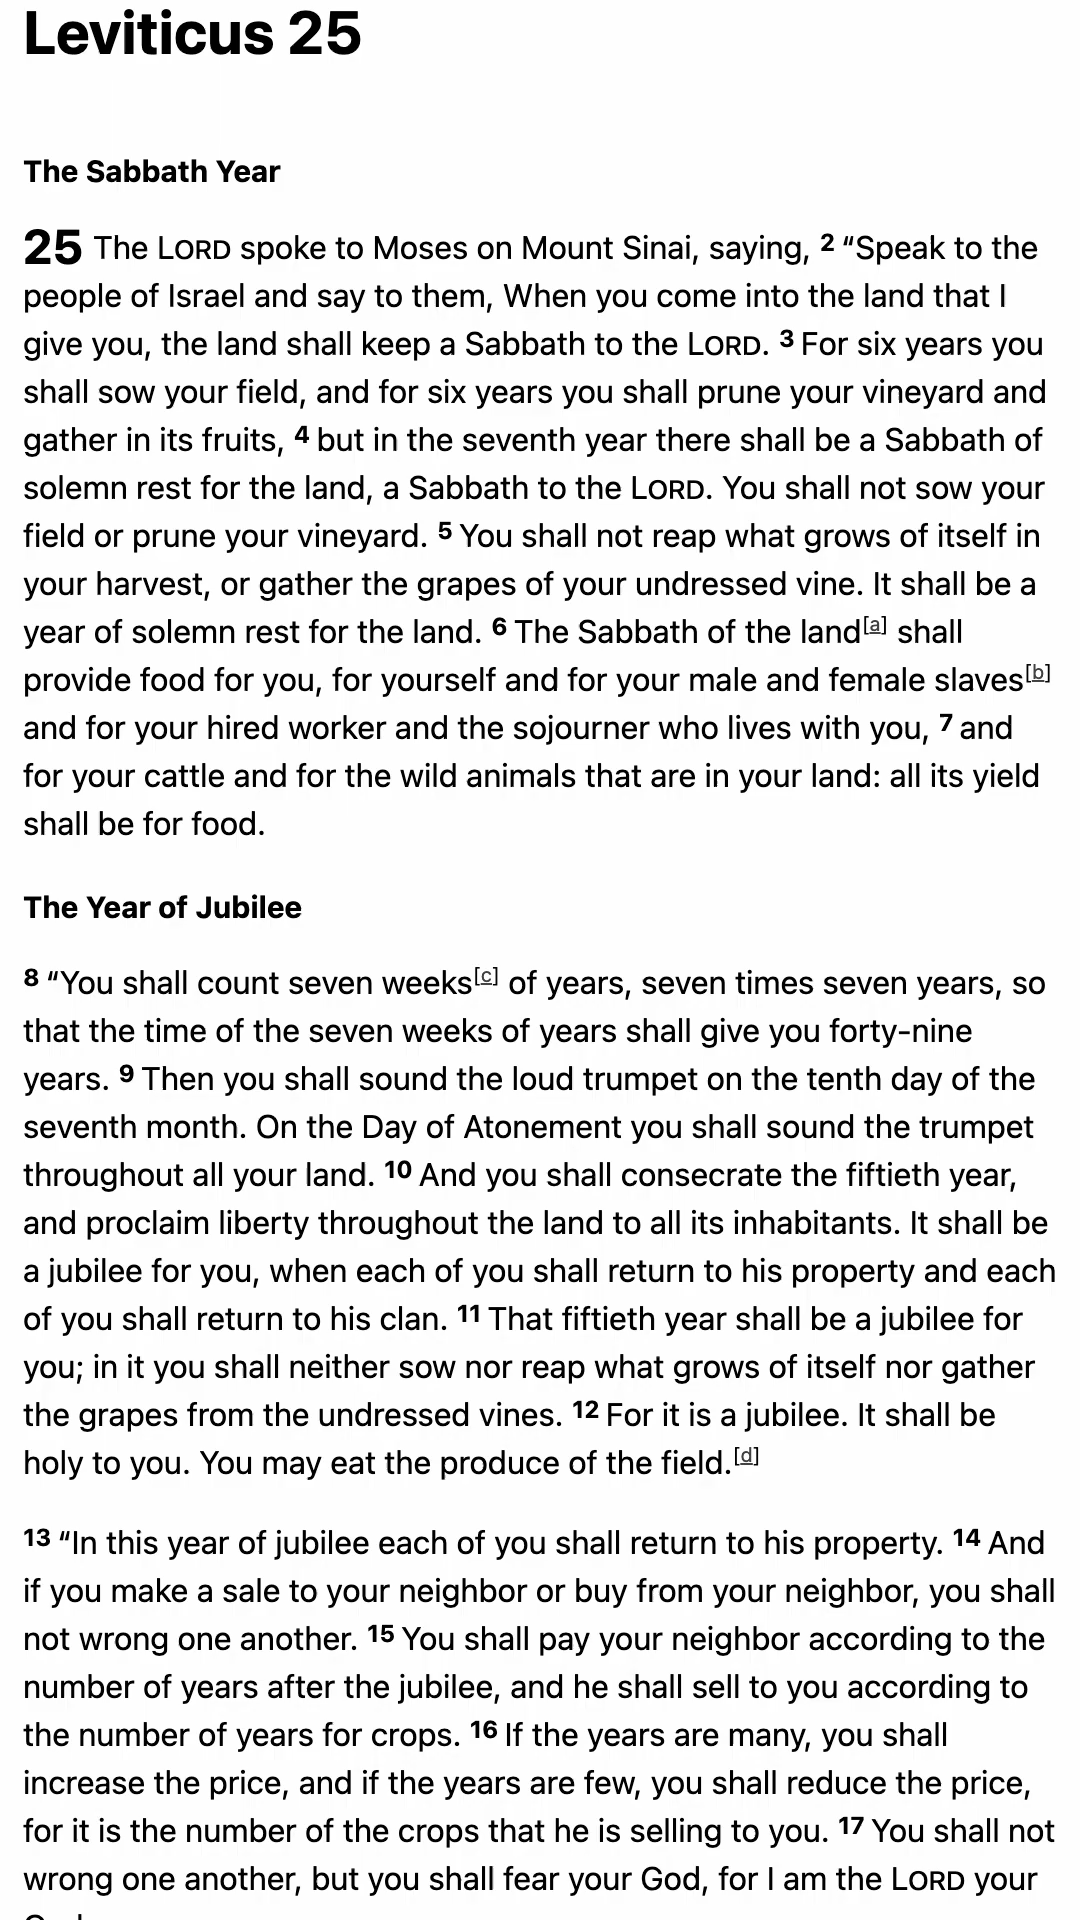 Leviticus 25
The Sabbath Year
25 The LORD spoke to Moses on Mount Sinai, saying, 2 “Speak to the
people of Israel and say to them, When you come into the land that I
give you, the land shall keep a Sabbath to the LORD. 3 For six years you
shall sow your field, and for six years you shall prune your vineyard and
gather in its fruits, 4 but in the seventh year there shall be a Sabbath of
solemn rest for the land, a Sabbath to the LORD. You shall not sow your
field or prune your vineyard. 5 You shall not reap what grows of itself in
your harvest, or gather the grapes of your undressed vine. It shall be a
year of solemn rest for the land. 6 The Sabbath of the land[a] shall
provide food for you, for yourself and for your male and female slaves[b]
and for your hired worker and the sojourner who lives with you, 7 and
for your cattle and for the wild animals that are in your land: all its yield
shall be for food.
The Year of Jubilee
8 “You shall count seven weeks[c] of years, seven times seven years, so
that the time of the seven weeks of years shall give you forty-nine
years. 9 Then you shall sound the loud trumpet on the tenth day of the
seventh month. On the Day of Atonement you shall sound the trumpet
throughout all your land. 10 And you shall consecrate the fiftieth year,
and proclaim liberty throughout the land to all its inhabitants. It shall be
a jubilee for you, when each of you shall return to his property and each
of you shall return to his clan. 11 That fiftieth year shall be a jubilee for
you; in it you shall neither sow nor reap what grows of itself nor gather
the grapes from the undressed vines. 12 For it is a jubilee. It shall be
holy to you. You may eat the produce of the field.[d]
13 “In this year of jubilee each of you shall return to his property. 14 And
if you make a sale to your neighbor or buy from your neighbor, you shall
not wrong one another. 15 You shall pay your neighbor according to the
number of years after the jubilee, and he shall sell to you according to
the number of years for crops. 16 If the years are many, you shall
increase the price, and if the years are few, you shall reduce the price,
for it is the number of the crops that he is selling to you. 17 You shall not
wrong one another, but you shall fear your God, for I am the LORD your